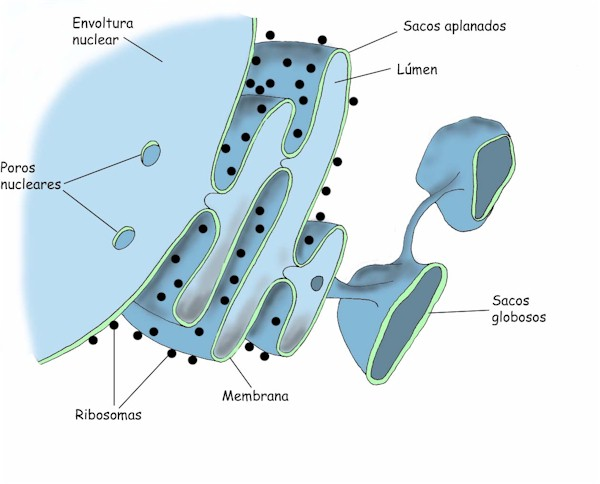 Envoltura
nuclear
Sacos aplanados
Lúmen
Poros
nucleares
Sacos
globosos
Membrana
Ribosomas